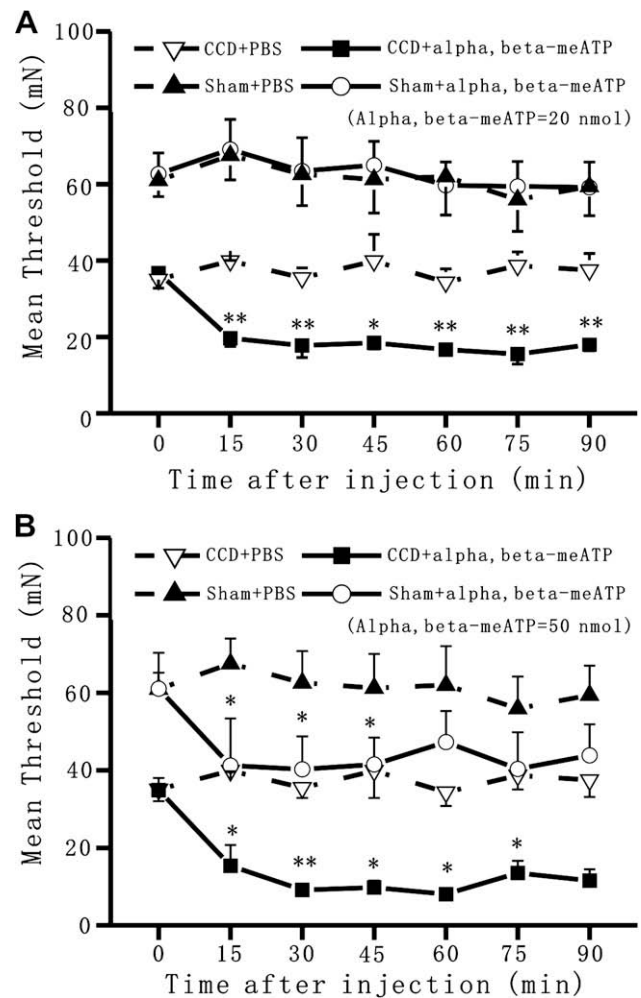 A
100
CCD+PBS CCD+alpha, beta-meATP
Sham+PBS Sham+alpha, beta-meATP
(Alpha, beta-meATP=20 nmol)
80
60
40
20
0
Mean Threshold (mN)
** ** * ** ** **
0 15 30 45 60 75 90
Time after injection (min)
B
100
CCD+PBS CCD+alpha, beta-meATP
Sham+PBS Sham+alpha, beta-meATP
(Alpha, beta-meATP=50 nmol)
80
60
40
20
0
Mean Threshold (mN)
* * *
* ** * * *
0 15 30 45 60 75 90
Time after injection (min)